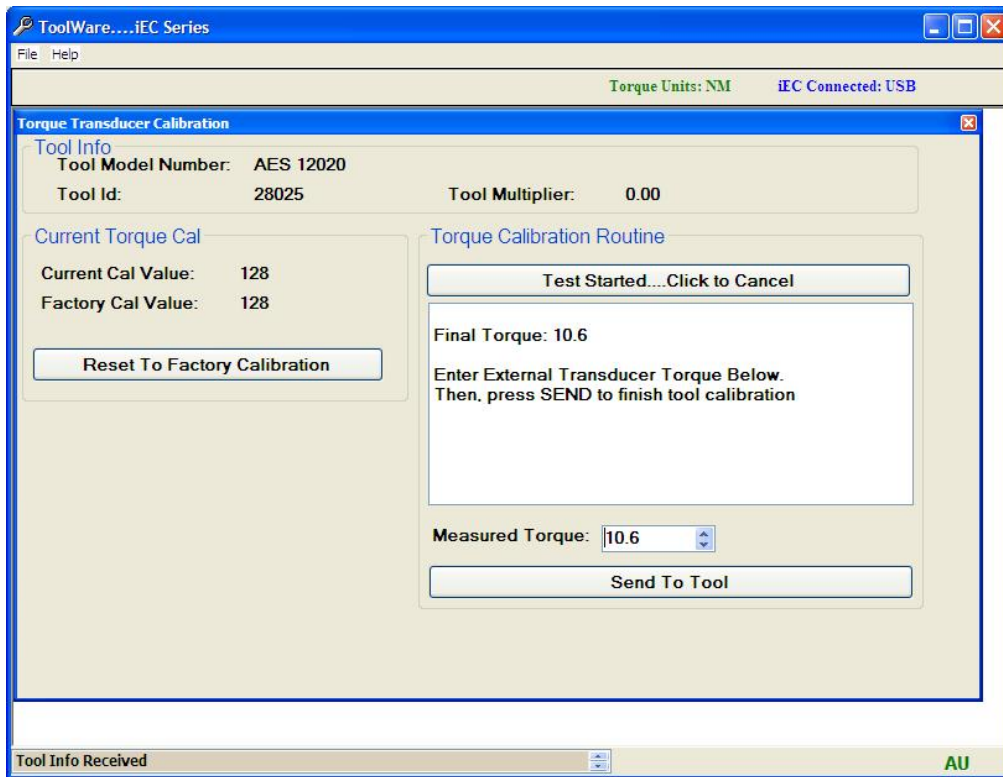 ToolWare....iEC Series
File Help
Torque Units: NM iEC Connected: USB
Torque Transducer Calibration
Tool Info
Tool Model Number: AES 12020
Tool Id: 28025 Tool Multiplier: 0.00
Current Torque Cal
Current Cal Value: 128
Factory Cal Value: 128
Reset To Factory Calibration
Torque Calibration Routine
Test Started....Click to Cancel
Final Torque: 10.6
Enter External Transducer Torque Below.
Then, press SEND to finish tool calibration
Measured Torque: 10.6
Send To Tool
Tool Info Received
AU